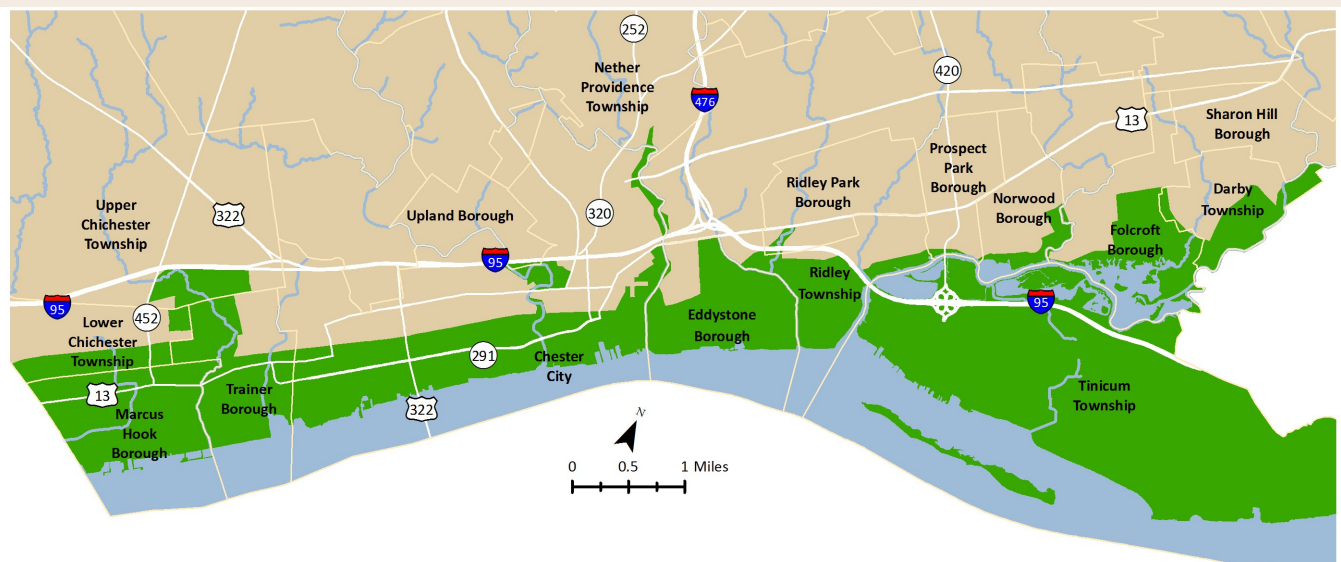 252
Nether
Providence
Township
476
420
13
Sharon Hill
Borough
Prospect
Park
Borough
Ridley Park
Borough
Norwood
Borough
Darby
Township
Upper
Chichester
Township
322
Upland Borough
320
Folcroft
Borough
95
Ridley
Township
95
95
Lower
Chichester
Township
452
Eddystone
Borough
291
Chester
City
13
Trainer
Borough
322
Marcus
Hook
Borough
Tinicum
Township
N
0 0.5 1 Miles